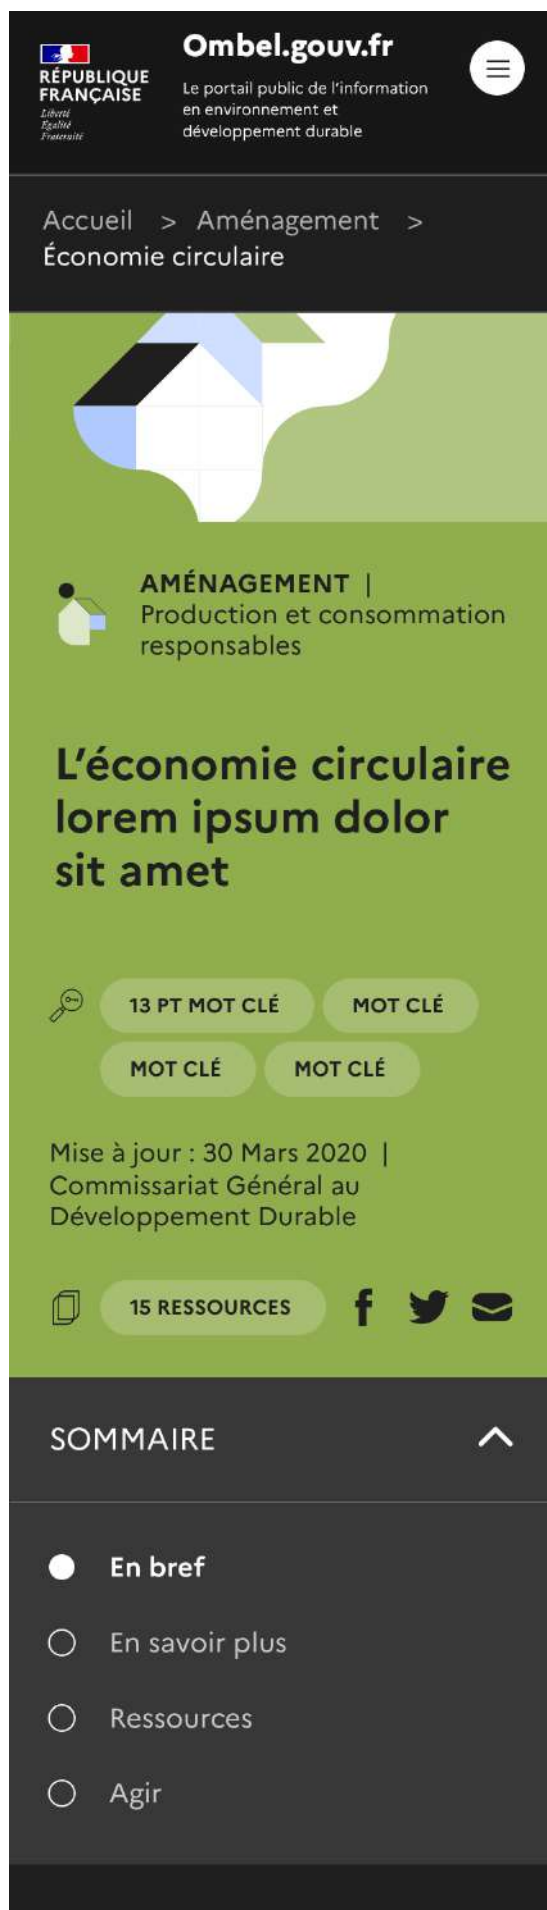 RÉPUBLIQUE
FRANÇAISE
Liberté
Égalité
Fraternité
Ombel.gouv.fr
Le portail public de l'information
en environnement et
développement durable
Accueil > Aménagement >
Économie circulaire
AMÉNAGEMENT |
Production et consommation
responsables
L'économie circulaire
lorem ipsum dolor
sit amet
13 PT MOT CLÉ MOT CLÉ
MOT CLÉ MOT CLÉ
Mise à jour : 30 Mars 2020 |
Commissariat Général au
Développement Durable
15 RESSOURCES
SOMMAIRE
En bref
En savoir plus
Ressources
Agir